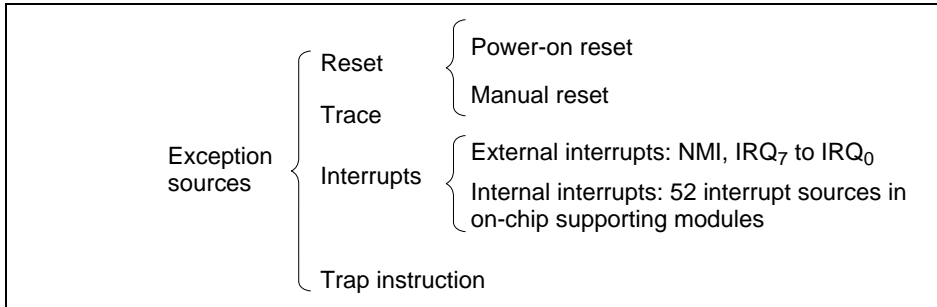 Exception
sources
Reset
Power-on reset
Manual reset
Trace
Interrupts
External interrupts: NMI, IRQ7 to IRQ0
Internal interrupts: 52 interrupt sources in
on-chip supporting modules
Trap instruction